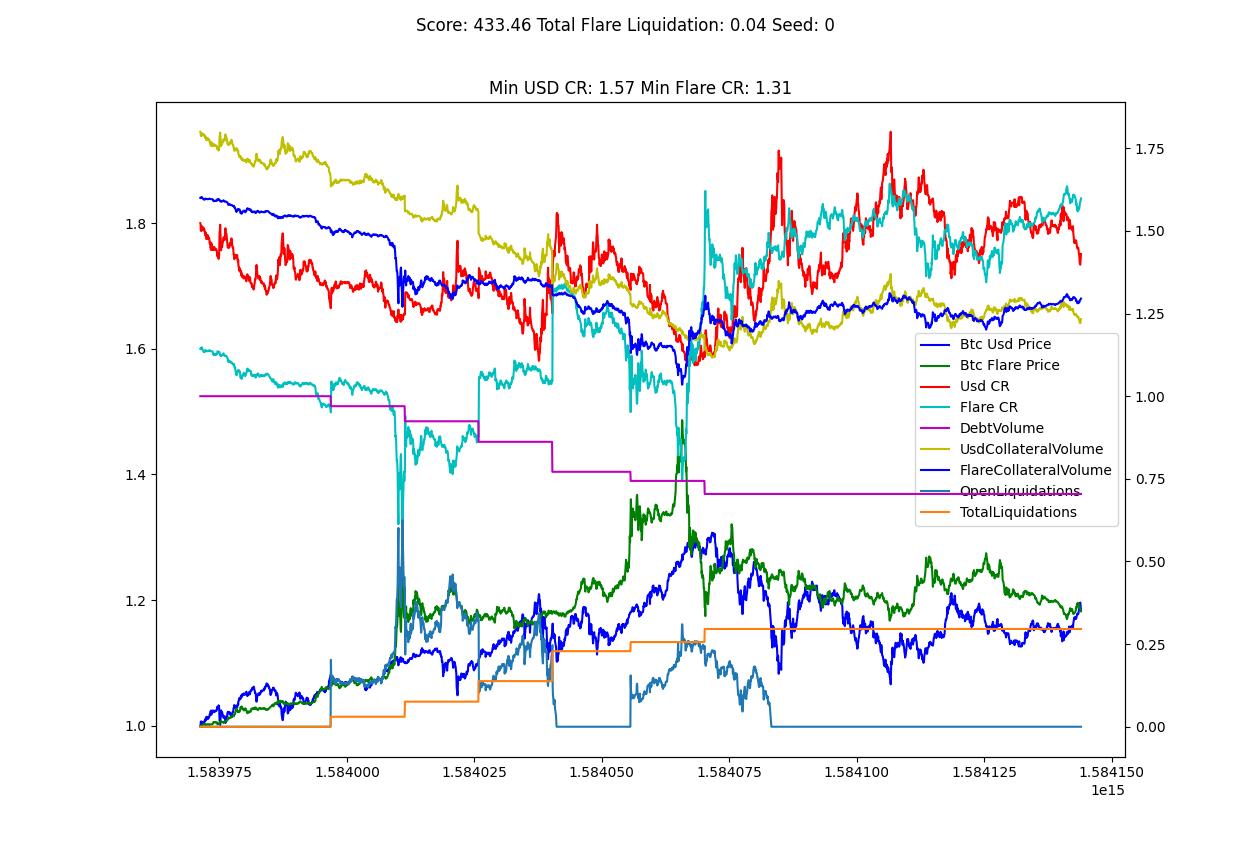 Score: 433.46 Total Flare Liquidation: 0.04 Seed: 0
Min USD CR: 1.57 Min Flare CR: 1.31
1.8
1.6
1.4
1.2
1.0
1.75
1.50
1.25
1.00
0.75
0.50
0.25
0.00
Btc Usd Price
Btc Flare Price
Usd CR
Flare CR
DebtVolume
UsdCollateralVolume
FlareCollateralVolume
OpenLiquidations
TotalLiquidations
1.583975 1.584000 1.584025 1.584050 1.584075 1.584100 1.584125 1.584150
1e15